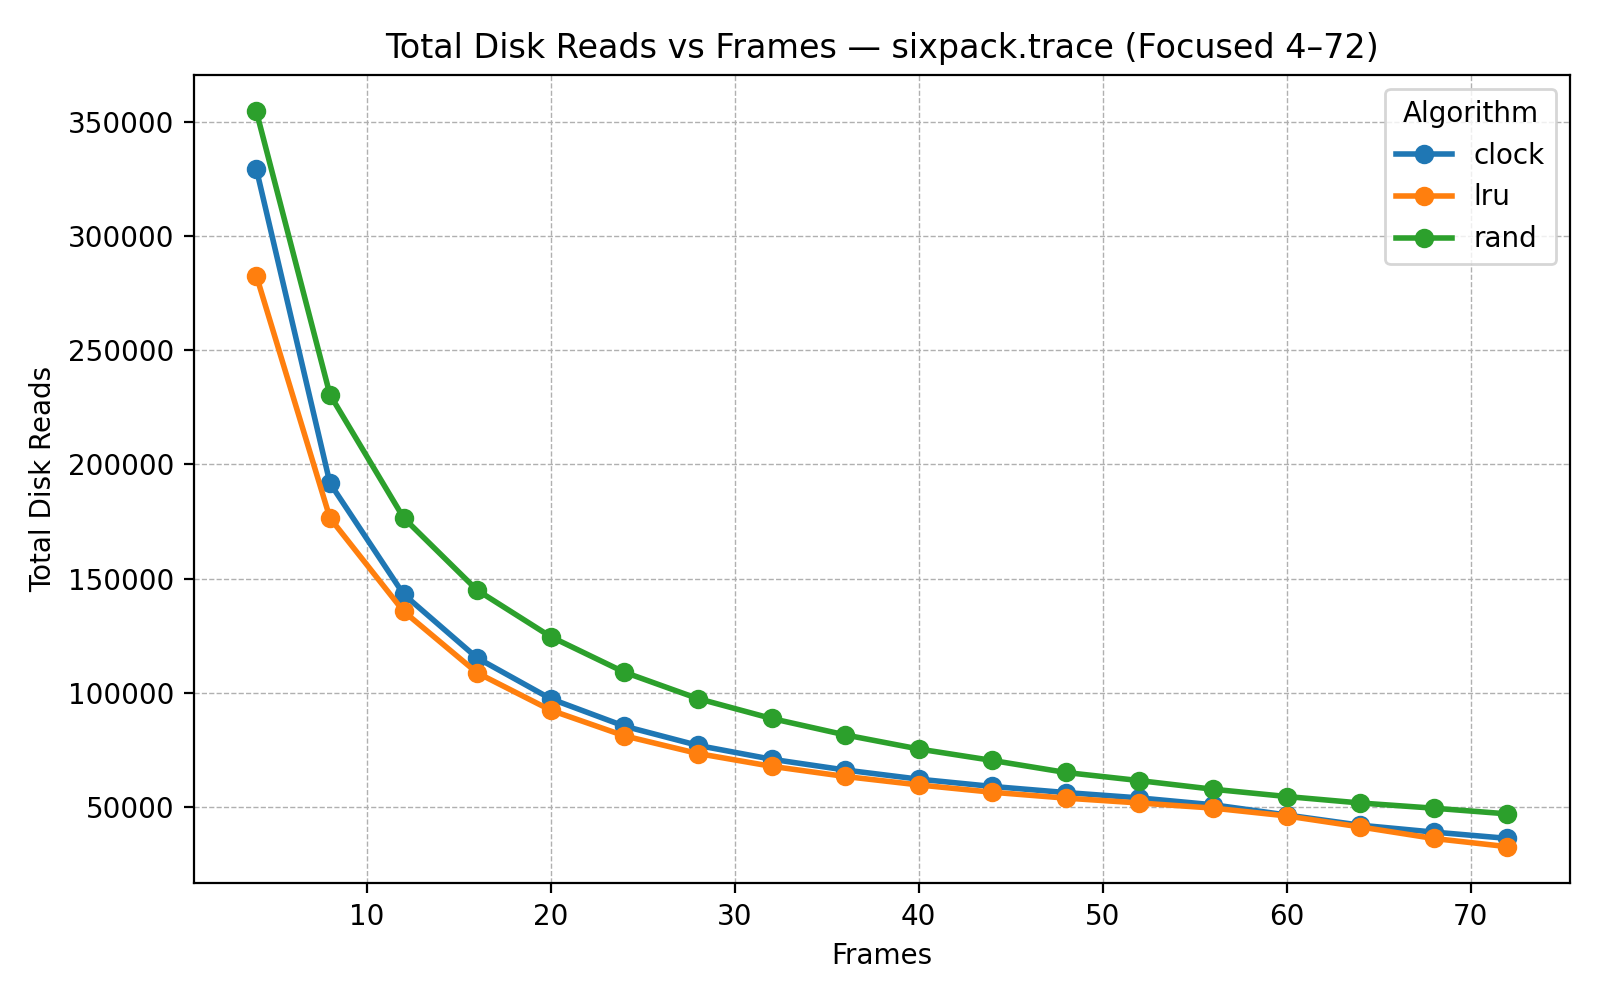 Total Disk Reads vs Frames — sixpack.trace (Focused 4–72)
Total Disk Reads
350000
300000
250000
200000
150000
100000
50000
Algorithm
clock
lru
rand
10 20 30 40 50 60 70
Frames